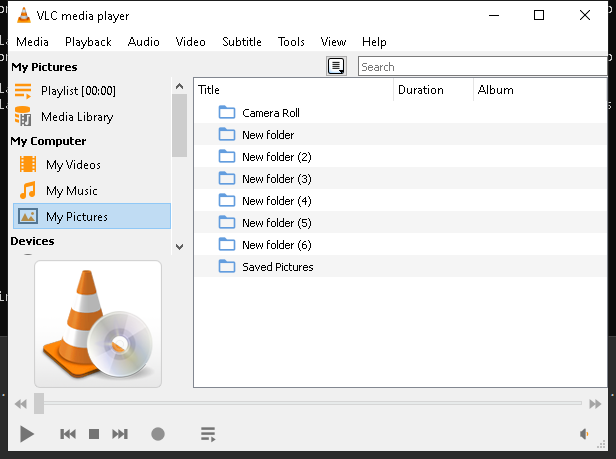 VLC media player
Media Playback Audio Video Subtitle Tools View Help
My Pictures
Search
Playlist [00:00]
Media Library
My Computer
My Videos
My Music
My Pictures
Devices
Title Duration Album
Camera Roll
New folder
New folder (2)
New folder (3)
New folder (4)
New folder (5)
New folder (6)
Saved Pictures